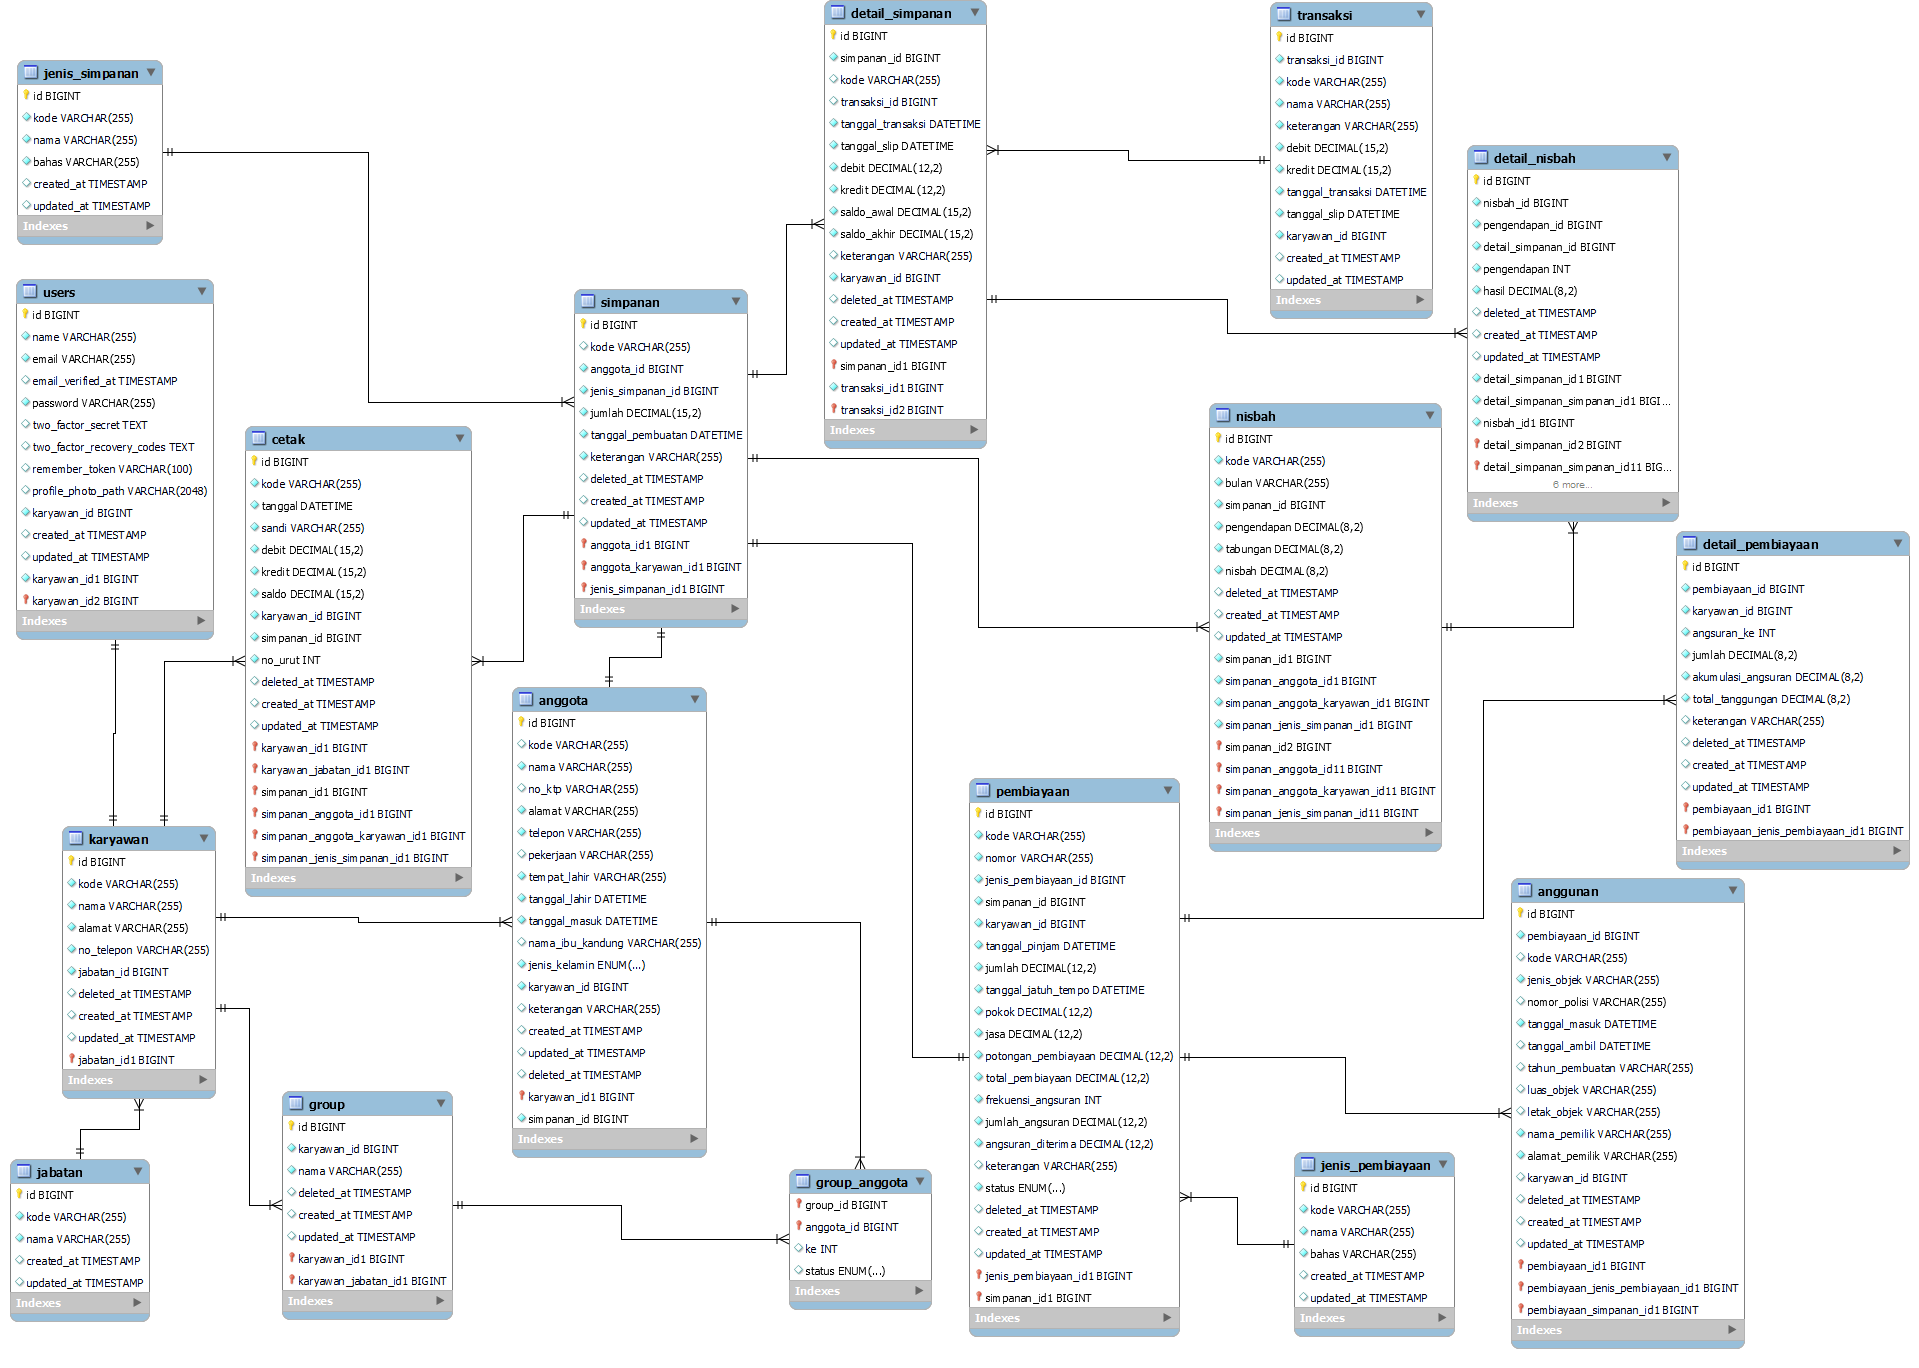 jenis_simpanan
id BIGINT
kode VARCHAR(255)
nama VARCHAR(255)
bahas VARCHAR(255)
created_at TIMESTAMP
updated_at TIMESTAMP
Indexes
users
id BIGINT
name VARCHAR(255)
email VARCHAR(255)
email_verified_at TIMESTAMP
password VARCHAR(255)
two_factor_secret TEXT
two_factor_recovery_codes TEXT
remember_token VARCHAR(100)
profile_photo_path VARCHAR(2048)
karyawan_id BIGINT
created_at TIMESTAMP
updated_at TIMESTAMP
karyawan_id1 BIGINT
karyawan_id2 BIGINT
Indexes
cetak
id BIGINT
kode VARCHAR(255)
tanggal DATETIME
sandi VARCHAR(255)
debit DECIMAL(15,2)
kredit DECIMAL(15,2)
saldo DECIMAL(15,2)
karyawan_id BIGINT
simpanan_id BIGINT
no_urut INT
deleted_at TIMESTAMP
created_at TIMESTAMP
updated_at TIMESTAMP
karyawan_id1 BIGINT
karyawan_jabatan_id1 BIGINT
simpanan_id1 BIGINT
simpanan_anggota_id1 BIGINT
simpanan_anggota_karyawan_id1 BIGINT
simpanan_jenis_simpanan_id1 BIGINT
Indexes
karyawan
id BIGINT
kode VARCHAR(255)
nama VARCHAR(255)
alamat VARCHAR(255)
no_telepon VARCHAR(255)
jabatan_id BIGINT
deleted_at TIMESTAMP
created_at TIMESTAMP
updated_at TIMESTAMP
jabatan_id1 BIGINT
Indexes
jabatan
id BIGINT
kode VARCHAR(255)
nama VARCHAR(255)
created_at TIMESTAMP
updated_at TIMESTAMP
Indexes
group
id BIGINT
karyawan_id BIGINT
nama VARCHAR(255)
deleted_at TIMESTAMP
created_at TIMESTAMP
updated_at TIMESTAMP
karyawan_id1 BIGINT
karyawan_jabatan_id1 BIGINT
Indexes
simpanan
id BIGINT
kode VARCHAR(255)
anggota_id BIGINT
jenis_simpanan_id BIGINT
jumlah DECIMAL(15,2)
tanggal_pembuatan DATETIME
keterangan VARCHAR(255)
deleted_at TIMESTAMP
created_at TIMESTAMP
updated_at TIMESTAMP
anggota_id1 BIGINT
anggota_karyawan_id1 BIGINT
jenis_simpanan_id1 BIGINT
Indexes
anggota
id BIGINT
kode VARCHAR(255)
nama VARCHAR(255)
no_ktp VARCHAR(255)
alamat VARCHAR(255)
telepon VARCHAR(255)
pekerjaan VARCHAR(255)
tempat_lahir VARCHAR(255)
tanggal_lahir DATETIME
tanggal_masuk DATETIME
nama_ibu_kandung VARCHAR(255)
jenis_kelamin ENUM(...)
karyawan_id BIGINT
keterangan VARCHAR(255)
created_at TIMESTAMP
updated_at TIMESTAMP
deleted_at TIMESTAMP
karyawan_id1 BIGINT
simpanan_id BIGINT
Indexes
group_anggota
group_id BIGINT
anggota_id BIGINT
ke INT
status ENUM(...)
Indexes
detail_simpanan
id BIGINT
simpanan_id BIGINT
kode VARCHAR(255)
transaksi_id BIGINT
tanggal_transaksi DATETIME
tanggal_slip DATETIME
debit DECIMAL(12,2)
kredit DECIMAL(12,2)
saldo_awal DECIMAL(15,2)
saldo_akhir DECIMAL(15,2)
keterangan VARCHAR(255)
karyawan_id BIGINT
deleted_at TIMESTAMP
created_at TIMESTAMP
updated_at TIMESTAMP
simpanan_id1 BIGINT
transaksi_id1 BIGINT
transaksi_id2 BIGINT
Indexes
transaksi
id BIGINT
transaksi_id BIGINT
kode VARCHAR(255)
nama VARCHAR(255)
keterangan VARCHAR(255)
debit DECIMAL(15,2)
kredit DECIMAL(15,2)
tanggal_transaksi DATETIME
tanggal_slip DATETIME
karyawan_id BIGINT
created_at TIMESTAMP
updated_at TIMESTAMP
Indexes
detail_nisbah
id BIGINT
nisbah_id BIGINT
pengendapan_id BIGINT
detail_simpanan_id BIGINT
pengendapan INT
hasil DECIMAL(8,2)
deleted_at TIMESTAMP
created_at TIMESTAMP
updated_at TIMESTAMP
detail_simpanan_id1 BIGINT
detail_simpanan_simpanan_id1 BIGI...
nisbah_id1 BIGINT
detail_simpanan_id2 BIGINT
detail_simpanan_simpanan_id11 BIG...
6 more...
Indexes
nisbah
id BIGINT
kode VARCHAR(255)
bulan VARCHAR(255)
simpanan_id BIGINT
pengendapan DECIMAL(8,2)
tabungan DECIMAL(8,2)
nisbah DECIMAL(8,2)
deleted_at TIMESTAMP
created_at TIMESTAMP
updated_at TIMESTAMP
simpanan_id1 BIGINT
simpanan_anggota_id1 BIGINT
simpanan_anggota_karyawan_id1 BIGINT
simpanan_jenis_simpanan_id1 BIGINT
simpanan_id2 BIGINT
simpanan_anggota_id11 BIGINT
simpanan_anggota_karyawan_id11 BIGINT
simpanan_jenis_simpanan_id11 BIGINT
Indexes
detail_pembiayaan
id BIGINT
pembiayaan_id BIGINT
karyawan_id BIGINT
angsuran_ke INT
jumlah DECIMAL(8,2)
akumulasi_angsuran DECIMAL(8,2)
total_tanggungan DECIMAL(8,2)
keterangan VARCHAR(255)
deleted_at TIMESTAMP
created_at TIMESTAMP
updated_at TIMESTAMP
pembiayaan_id1 BIGINT
pembiayaan_jenis_pembiayaan_id1 BIGINT
Indexes
pembiayaan
id BIGINT
kode VARCHAR(255)
nomor VARCHAR(255)
jenis_pembiayaan_id BIGINT
simpanan_id BIGINT
karyawan_id BIGINT
tanggal_pinjam DATETIME
jumlah DECIMAL(12,2)
tanggal_jatuh_tempo DATETIME
pokok DECIMAL(12,2)
jasa DECIMAL(12,2)
potongan_pembiayaan DECIMAL(12,2)
total_pembiayaan DECIMAL(12,2)
frekuensi_angsuran INT
jumlah_angsuran DECIMAL(12,2)
angsuran_diterima DECIMAL(12,2)
keterangan VARCHAR(255)
status ENUM(...)
deleted_at TIMESTAMP
created_at TIMESTAMP
updated_at TIMESTAMP
jenis_pembiayaan_id1 BIGINT
simpanan_id1 BIGINT
Indexes
jenis_pembiayaan
id BIGINT
kode VARCHAR(255)
nama VARCHAR(255)
bahas VARCHAR(255)
created_at TIMESTAMP
updated_at TIMESTAMP
Indexes
anggunan
id BIGINT
pembiayaan_id BIGINT
kode VARCHAR(255)
jenis_objek VARCHAR(255)
nomor_polisi VARCHAR(255)
tanggal_masuk DATETIME
tanggal_ambil DATETIME
tahun_pembuatan VARCHAR(255)
luas_objek VARCHAR(255)
letak_objek VARCHAR(255)
nama_pemilik VARCHAR(255)
alamat_pemilik VARCHAR(255)
karyawan_id BIGINT
deleted_at TIMESTAMP
created_at TIMESTAMP
updated_at TIMESTAMP
pembiayaan_id1 BIGINT
pembiayaan_jenis_pembiayaan_id1 BIGINT
pembiayaan_simpanan_id1 BIGINT
Indexes